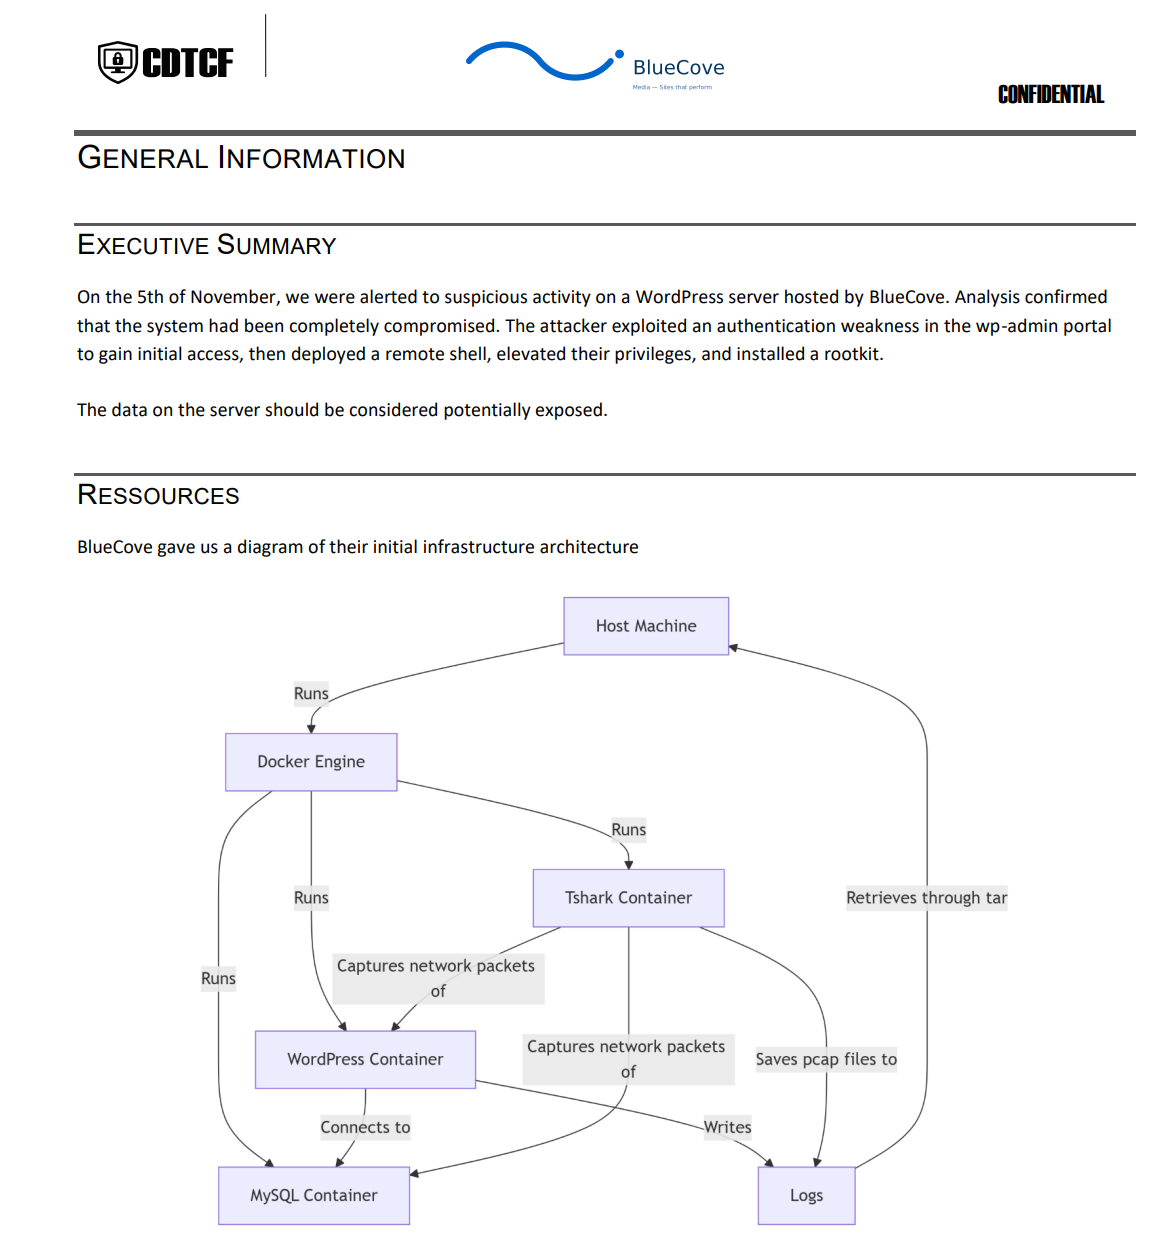 CDTCF
BlueCove
Media — Sites that perform
CONFIDENTIAL
GENERAL INFORMATION
EXECUTIVE SUMMARY
On the 5th of November, we were alerted to suspicious activity on a WordPress server hosted by BlueCove. Analysis confirmed
that the system had been completely compromised. The attacker exploited an authentication weakness in the wp-admin portal
to gain initial access, then deployed a remote shell, elevated their privileges, and installed a rootkit.
The data on the server should be considered potentially exposed.
RESSOURCES
BlueCove gave us a diagram of their initial infrastructure architecture
Host Machine
Runs
Docker Engine
Runs
Tshark Container
Runs
Retrieves through tar
Captures network packets
of
Runs
Captures network packets
of
WordPress Container
Saves pcap files to
Connects to
Writes
MySQL Container
Logs